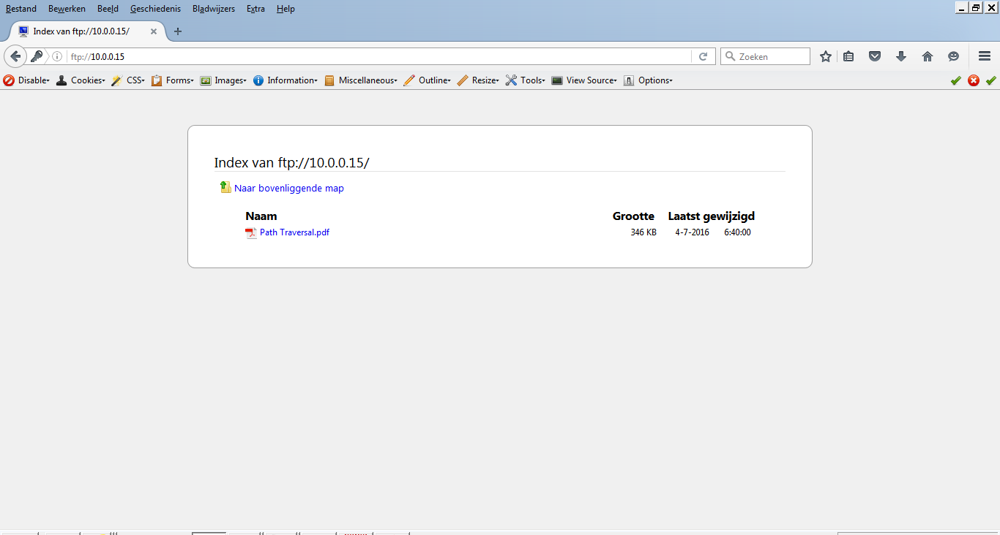 Bestand Bewerken Beeld Geschiedenis Bladwijzers Extra Help
Index van ftp://10.0.0.15/
ftp://10.0.0.15 Zoeken
Disable Cookies CSS Forms Images Information Miscellaneous Outline Resize Tools View Source Options
Index van ftp://10.0.0.15/
Naar bovenliggende map
Naam Grootte Laatst gewijzigd
Path Traversal.pdf 346 KB 4-7-2016 6:40:00